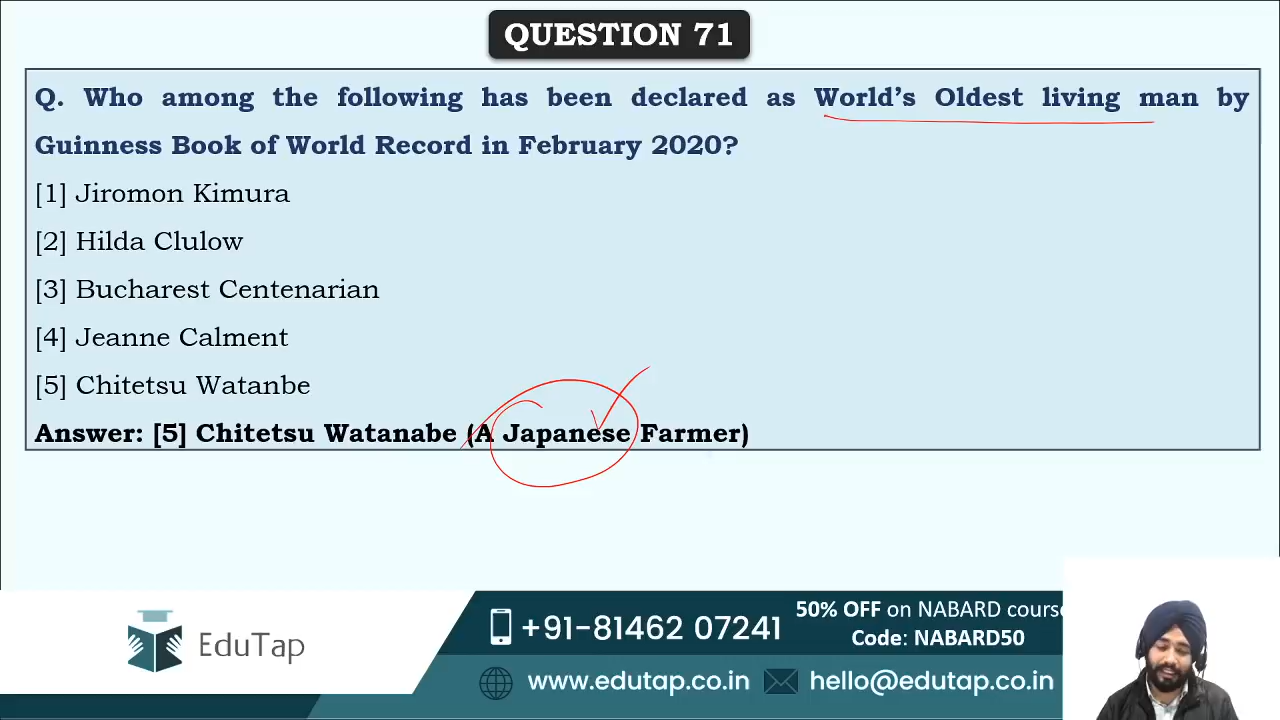 QUESTION 71
Q. Who among the following has been declared as World's Oldest living man by
Guinness Book of World Record in February 2020?
[1] Jiromon Kimura
[2] Hilda Clulow
[3] Bucharest Centenarian
[4] Jeanne Calment
[5] Chitetsu Watanbe
Answer: [5] Chitetsu Watanabe (A Japanese Farmer)
EduTap
+91-81462 07241
50% OFF on NABARD course
Code: NABARD50
www.edutap.co.in
hello@edutap.co.in